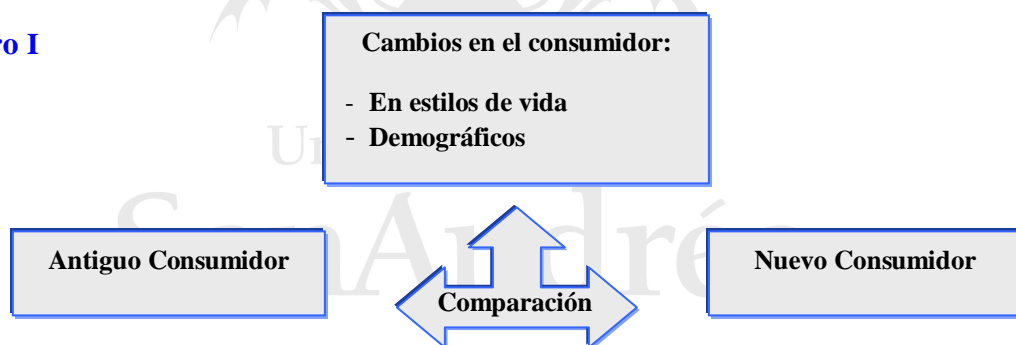 ro I
Cambios en el consumidor:
- En estilos de vida
- Demográficos
Antiguo Consumidor
Comparación
Nuevo Consumidor